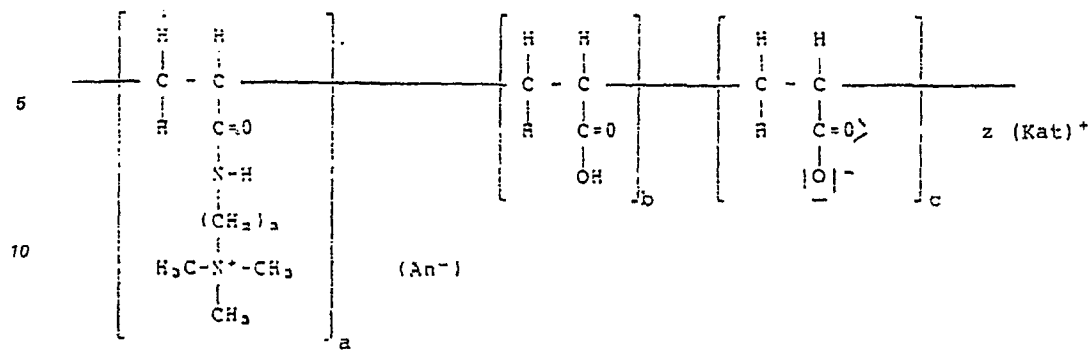 H H H H H H
C - C C - C C - C
5
H C=O H C=O H C=O
z (Kat)+
N-H OH |O|-
b c
(CH2)3
10
H3C-N+-CH3 (An-)
CH3
a